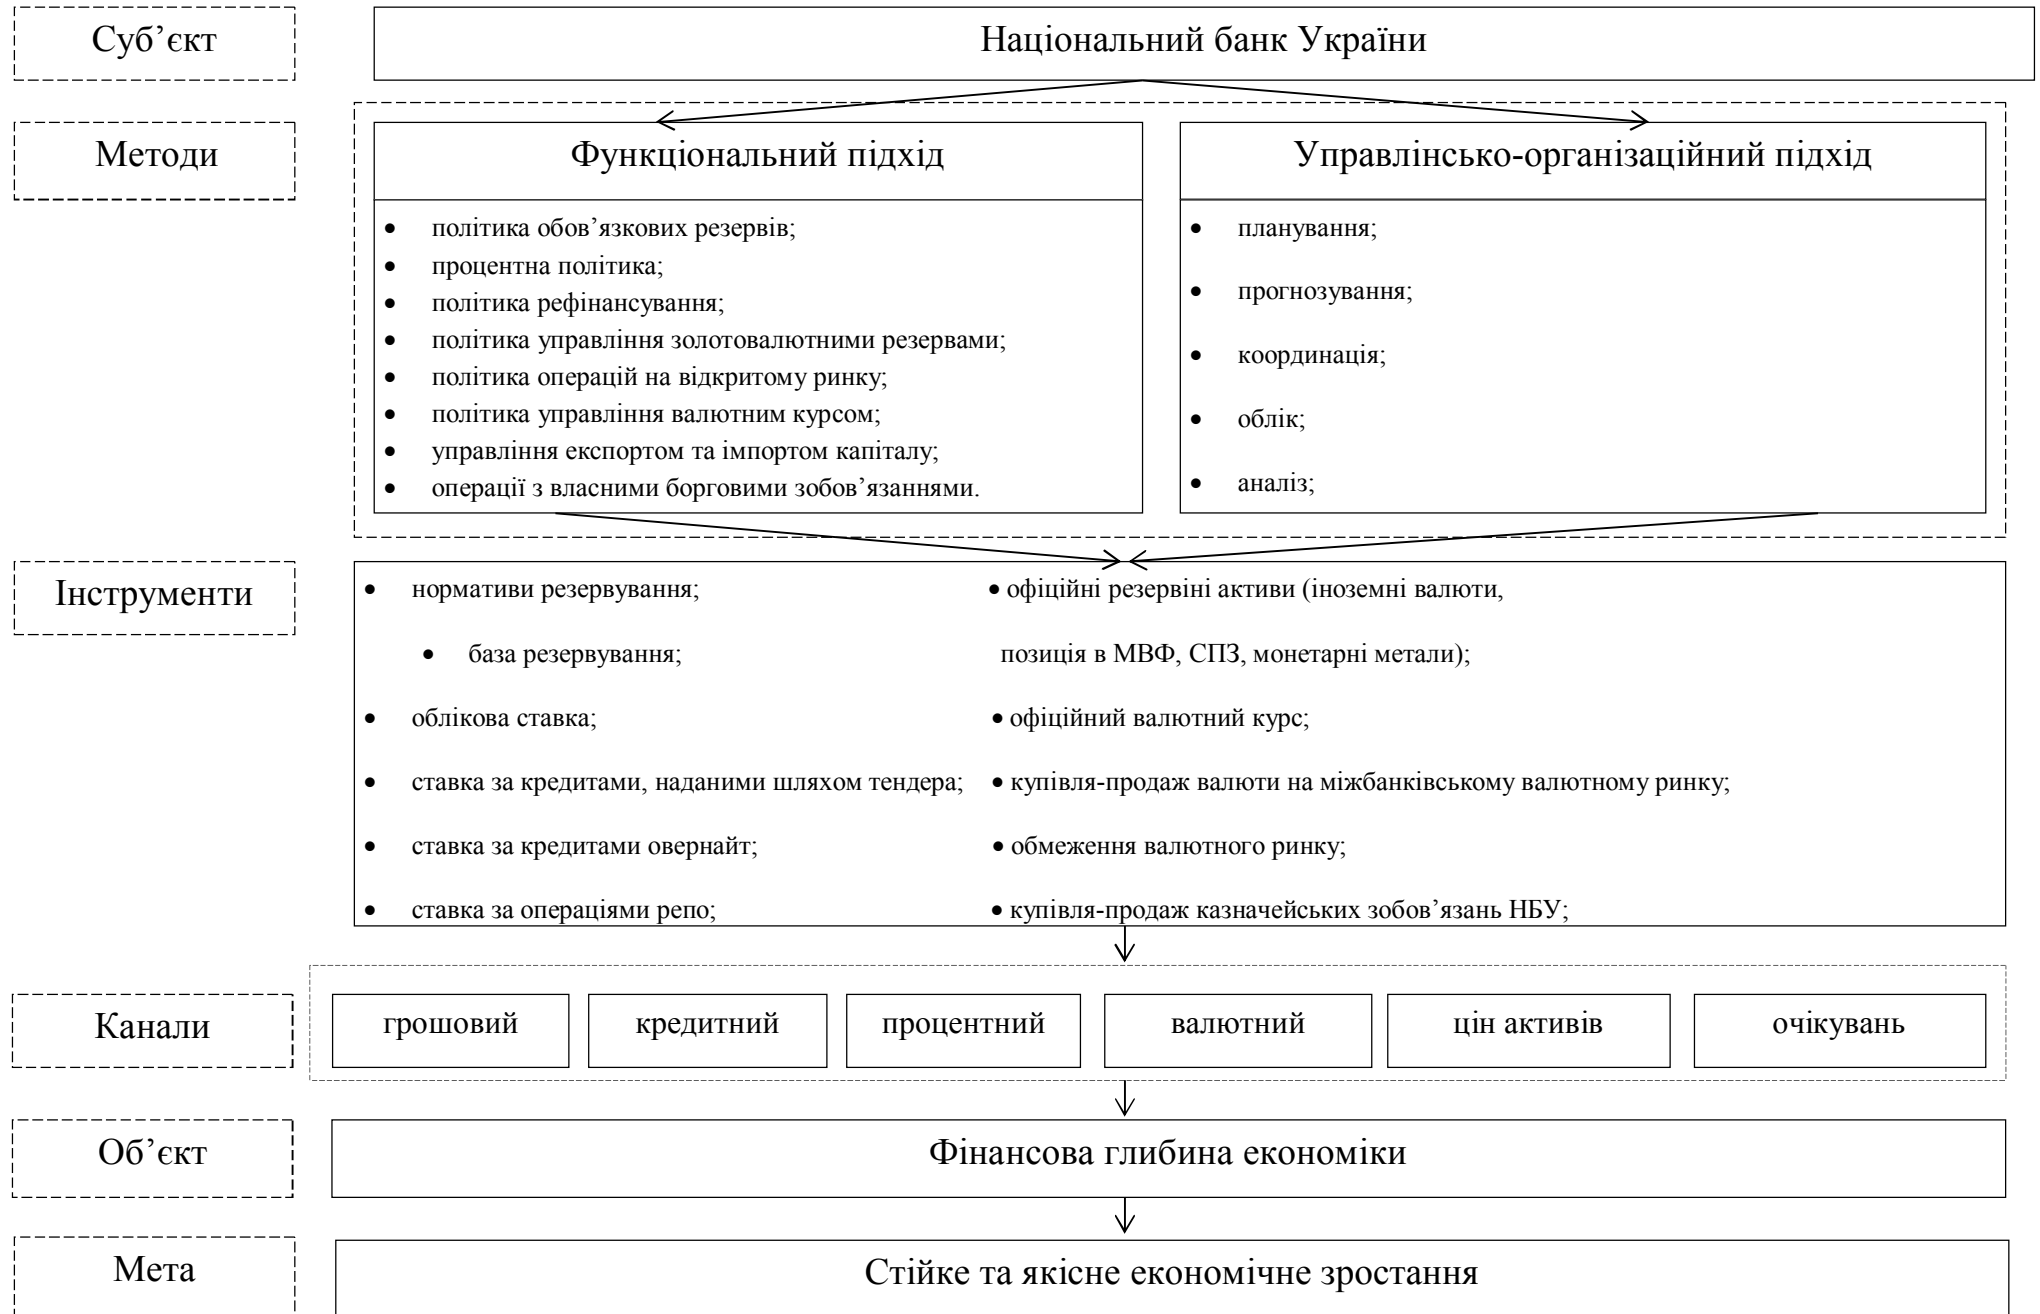 Суб’єкт
Національний банк України
Методи
Функціональний підхід
• політика обов’язкових резервів;
• процентна політика;
• політика рефінансування;
• політика управління золотовалютними резервами;
• політика операцій на відкритому ринку;
• політика управління валютним курсом;
• управління експортом та імпортом капіталу;
• операції з власними борговими зобов’язаннями.
Управлінсько-організаційний підхід
• планування;
• прогнозування;
• координація;
• облік;
• аналіз;
Інструменти
• нормативи резервування;
• база резервування;
• облікова ставка;
• ставка за кредитами, наданими шляхом тендера;
• ставка за кредитами овернайт;
• ставка за операціями репо;
• офіційні резервіні активи (іноземні валюти,
позиція в МВФ, СПЗ, монетарні метали);
• офіційний валютний курс;
• купівля-продаж валюти на міжбанківському валютному ринку;
• обмеження валютного ринку;
• купівля-продаж казначейських зобов’язань НБУ;
Канали
грошовий
кредитний
процентний
валютний
цін активів
очікувань
Об’єкт
Фінансова глибина економіки
Мета
Стійке та якісне економічне зростання